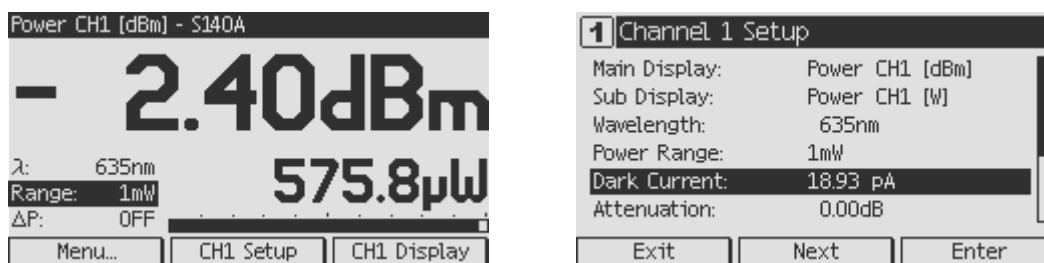 Power CH1 [dBm] - S140A
- 2.40dBm
λ: 635nm
Range: 1mW
ΔP: OFF
575.8µW
Menu... CH1 Setup CH1 Display
1 Channel 1 Setup
Main Display: Power CH1 [dBm]
Sub Display: Power CH1 [W]
Wavelength: 635nm
Power Range: 1mW
Dark Current: 18.93 pA
Attenuation: 0.00dB
Exit Next Enter